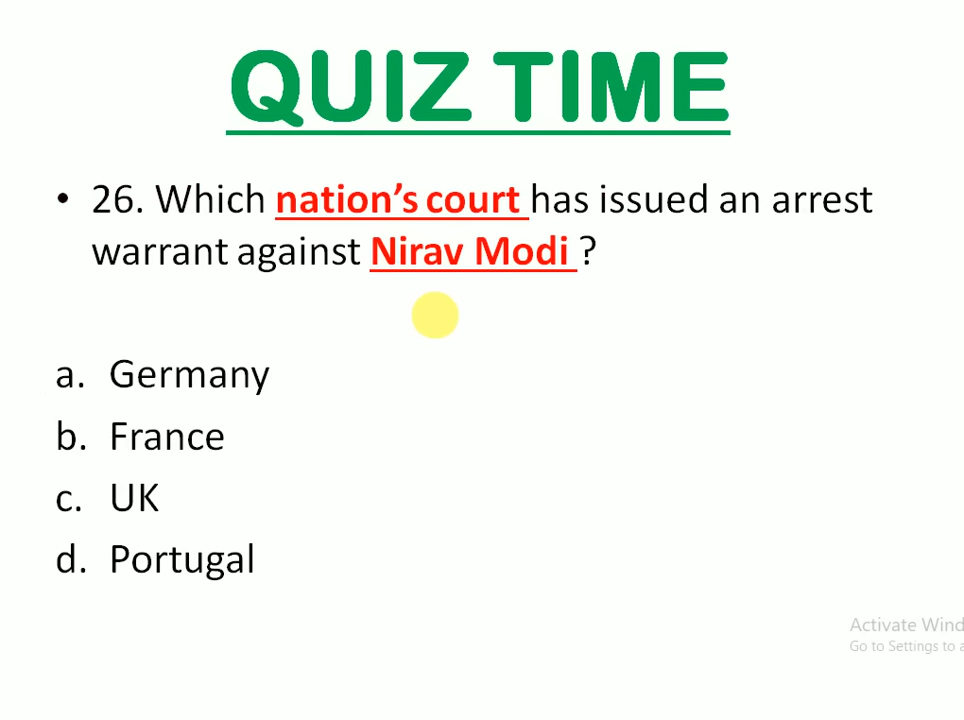 QUIZ TIME
• 26. Which nation's court has issued an arrest
warrant against Nirav Modi ?
a. Germany
b. France
c. UK
d. Portugal
Activate Wind
Go to Settings to a